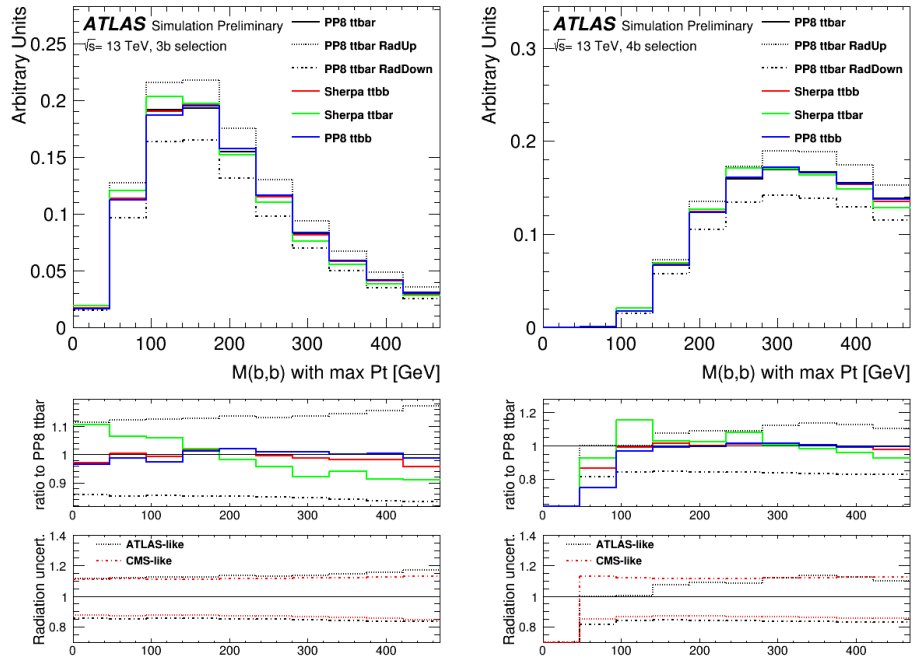 ATLAS Simulation Preliminary
√s= 13 TeV, 3b selection
PP8 ttbar
PP8 ttbar RadUp
PP8 ttbar RadDown
Sherpa ttbb
Sherpa ttbar
PP8 ttbb
Arbitrary Units
0.25
0.2
0.15
0.1
0.05
0
0 100 200 300 400
M(b,b) with max Pt [GeV]
ratio to PP8 ttbar
1.1
1
0.9
0 100 200 300 400
Radiation uncert.
ATLAS-like
CMS-like
1.4
1.2
1
0.8
0 100 200 300 400
ATLAS Simulation Preliminary
√s= 13 TeV, 4b selection
PP8 ttbar
PP8 ttbar RadUp
PP8 ttbar RadDown
Sherpa ttbb
Sherpa ttbar
PP8 ttbb
Arbitrary Units
0.3
0.2
0.1
0
0 100 200 300 400
M(b,b) with max Pt [GeV]
ratio to PP8 ttbar
1.2
1
0.8
0 100 200 300 400
Radiation uncert.
ATLAS-like
CMS-like
1.4
1.2
1
0.8
0 100 200 300 400